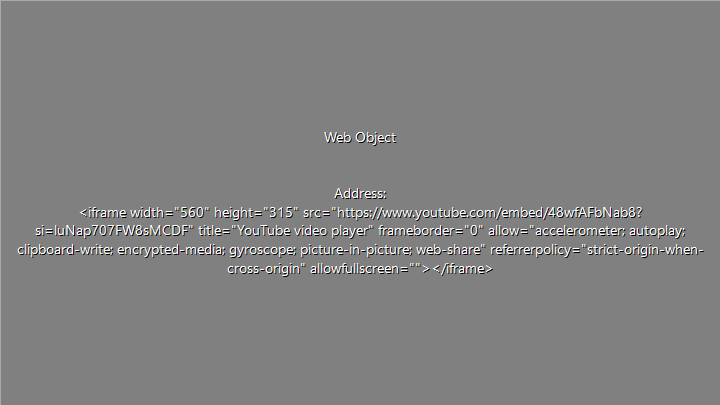 Web Object
Address:
<iframe width="560" height="315" src="https://www.youtube.com/embed/48wfAFbNab8?
si=luNap707FW8sMCDF" title="YouTube video player" frameborder="0" allow="accelerometer; autoplay;
clipboard-write; encrypted-media; gyroscope; picture-in-picture; web-share" referrerpolicy="strict-origin-when-
cross-origin" allowfullscreen=""></iframe>